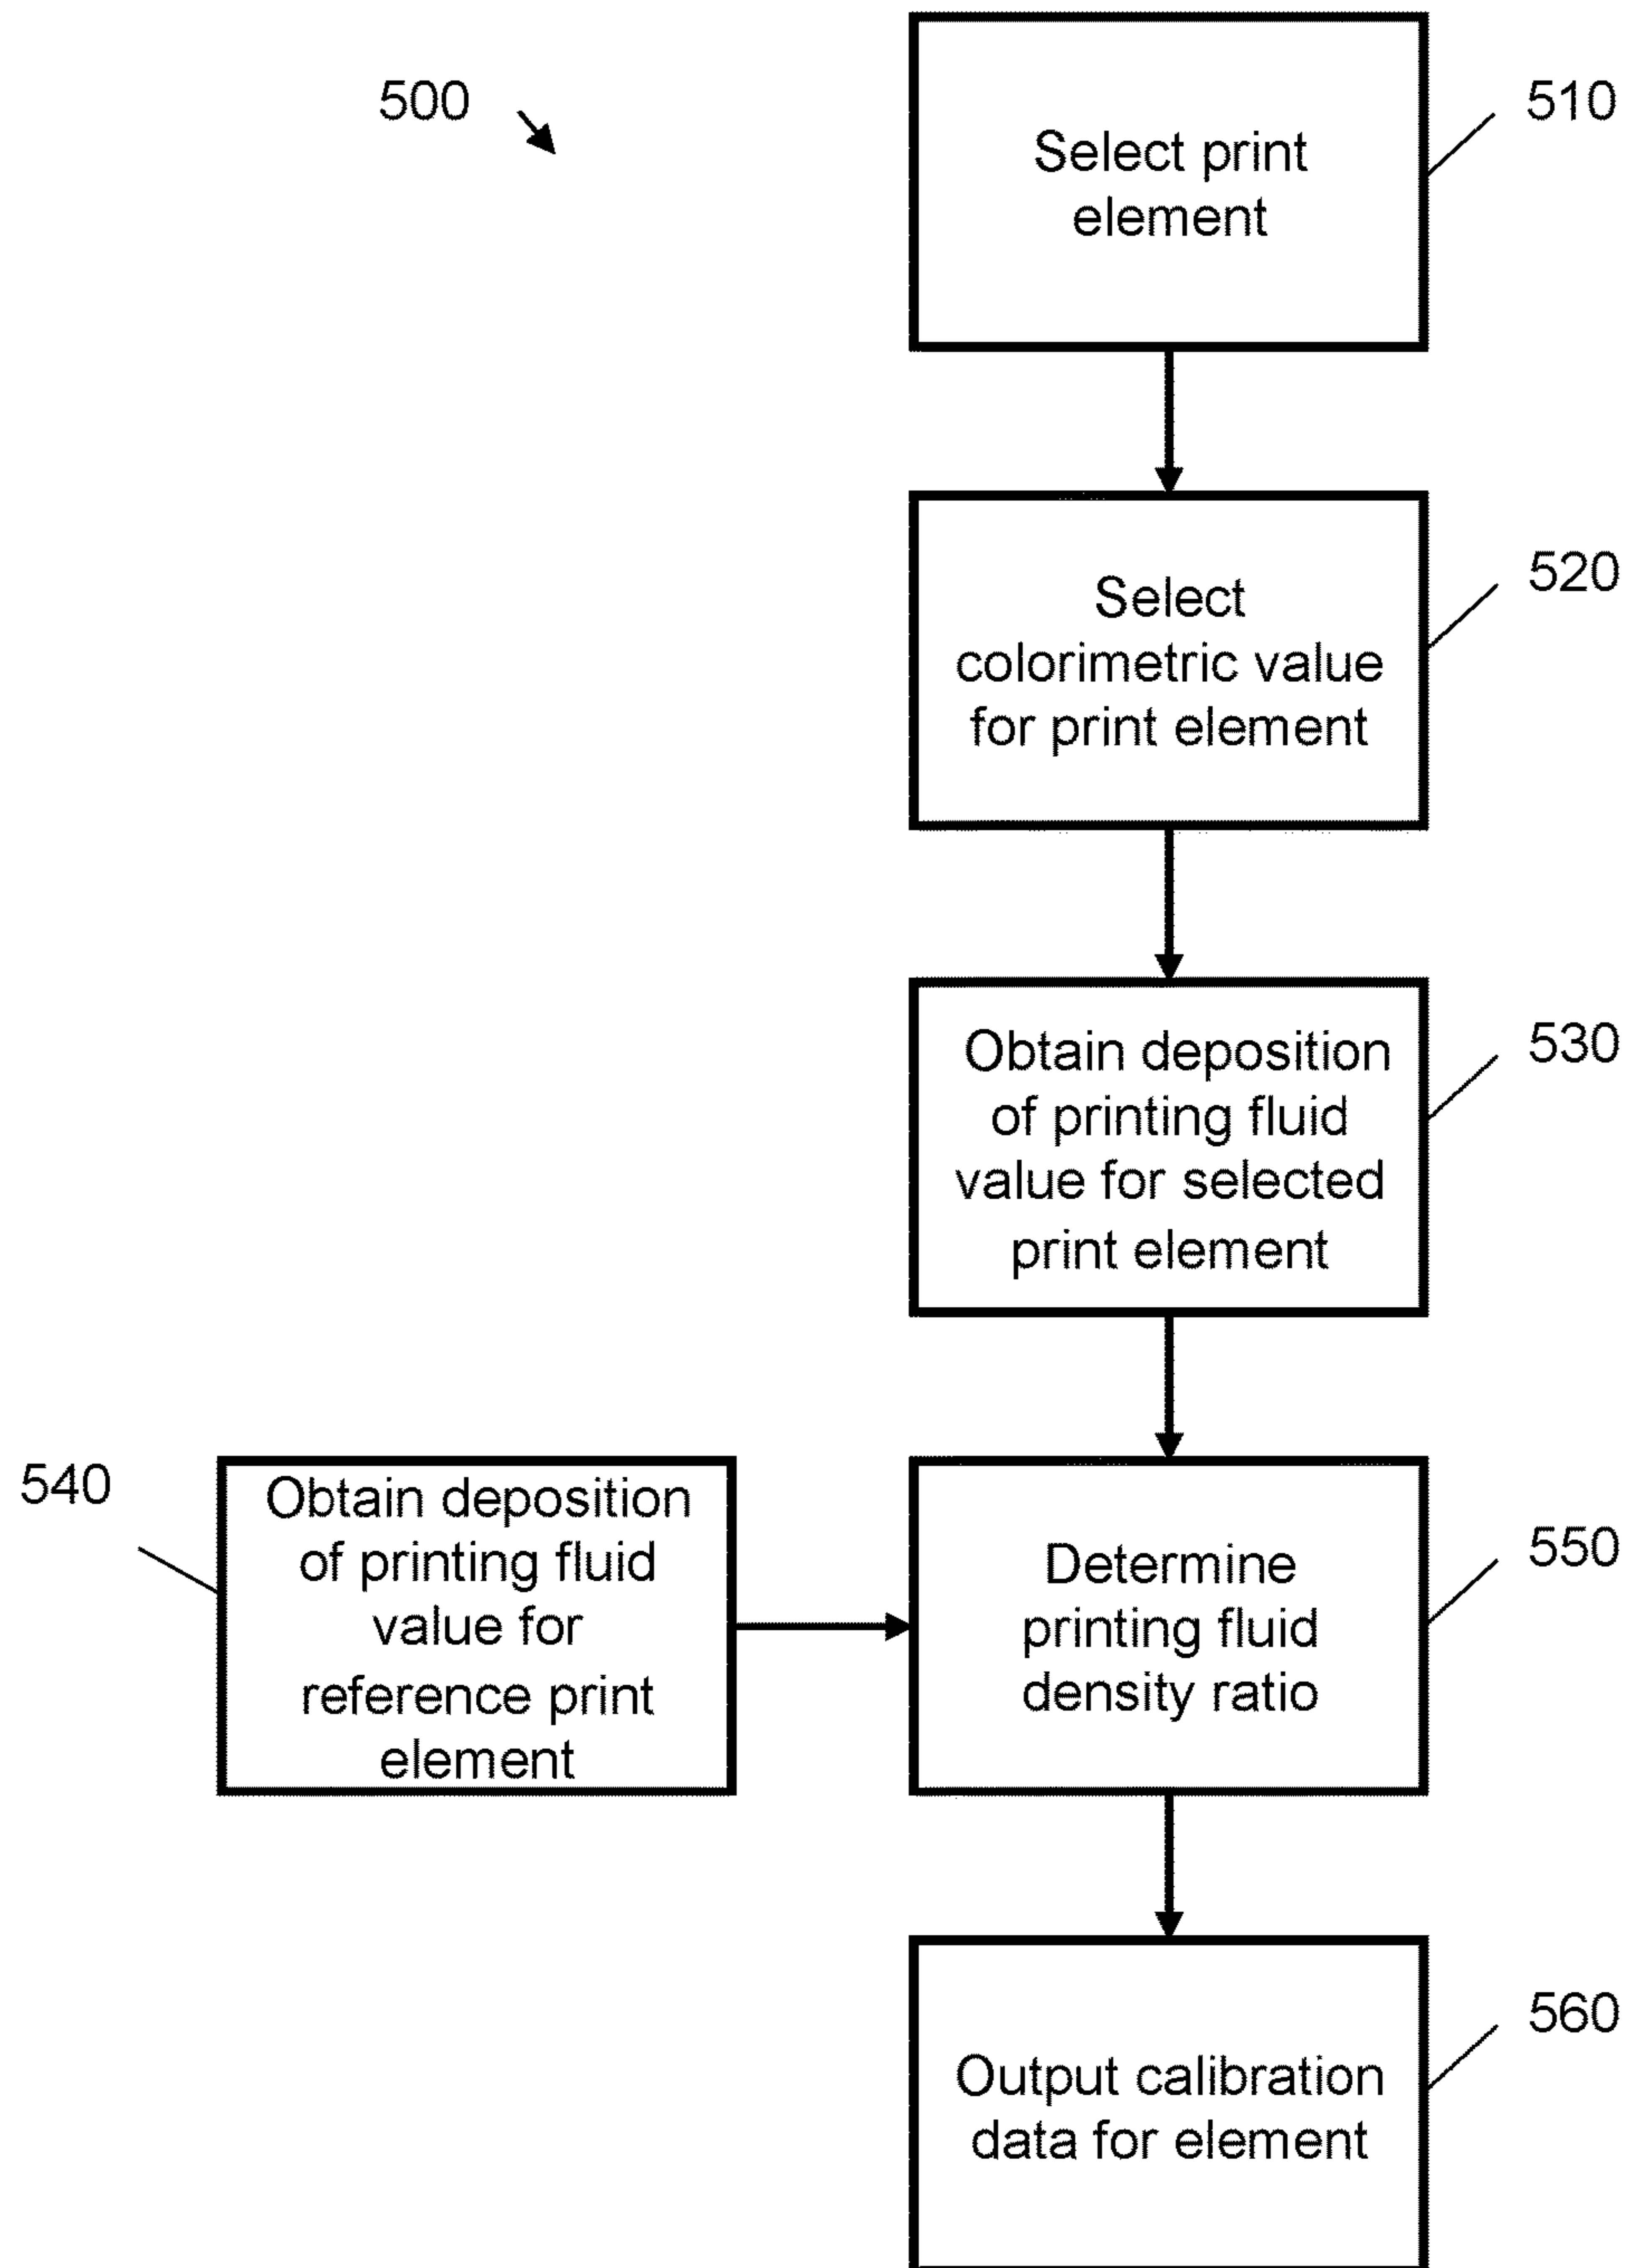 500
510
Select print
element
520
Select
colorimetric value
for print element
530
Obtain deposition
of printing fluid
value for selected
print element
540
Obtain deposition
of printing fluid
value for
reference print
element
550
Determine
printing fluid
density ratio
560
Output calibration
data for element